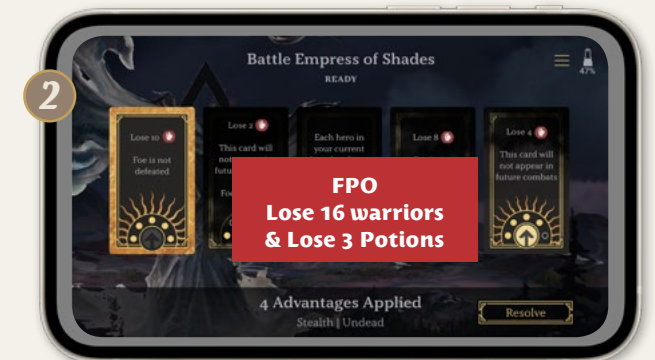 2
Battle Empress of Shades
READY
47%
Lose 10
Foe is not
defeated
Lose 2
This card will
not
futu
Fo
Each hero in
your current
Lose 8
Lose 4
This card will
not appear in
future combats
FPO
Lose 16 warriors
& Lose 3 Potions
4 Advantages Applied
Stealth | Undead
Resolve